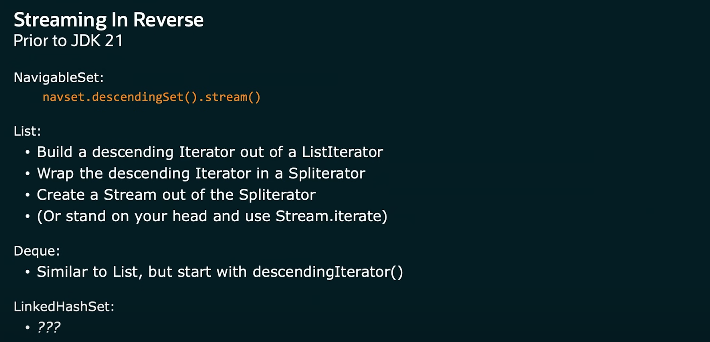 Streaming In Reverse
Prior to JDK 21
NavigableSet:
navset.descendingSet().stream()
List:
• Build a descending Iterator out of a ListIterator
• Wrap the descending Iterator in a Spliterator
• Create a Stream out of the Spliterator
• (Or stand on your head and use Stream.iterate)
Deque:
• Similar to List, but start with descendingIterator()
LinkedHashSet:
• ???